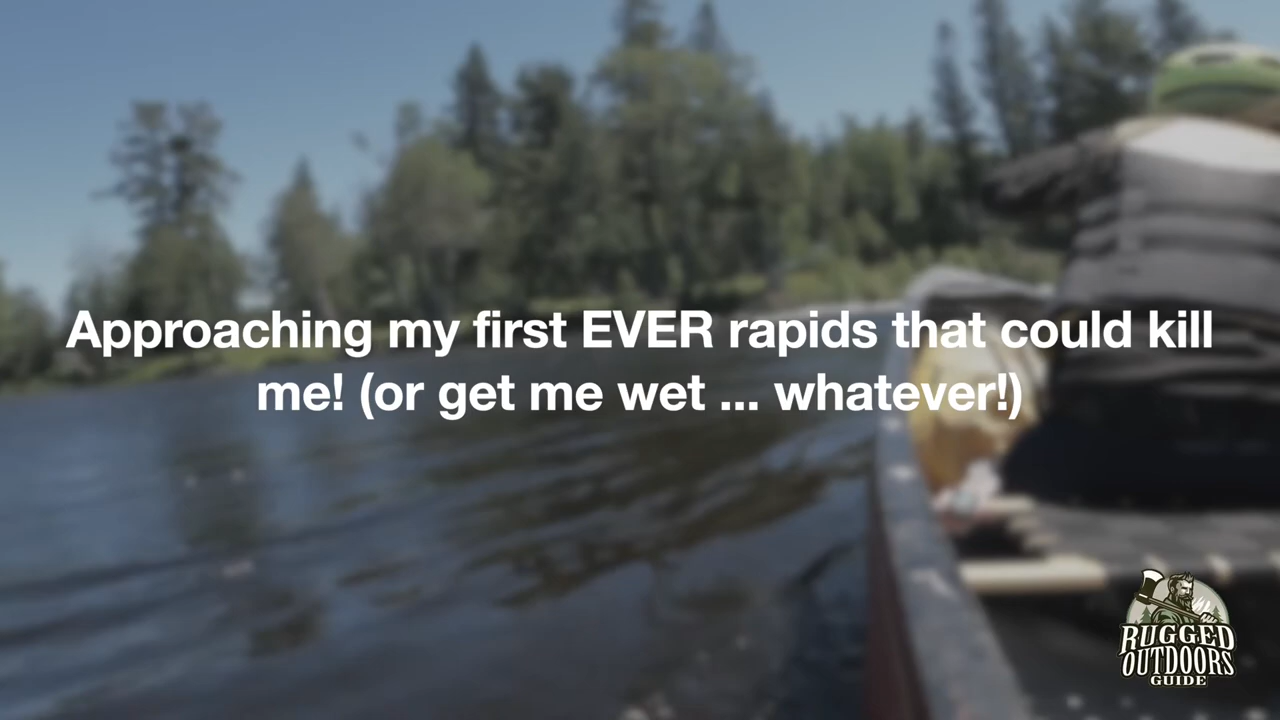 Approaching my first EVER rapids that could kill
me! (or get me wet ... whatever!)
RUGGED
OUTDOORS
GUIDE